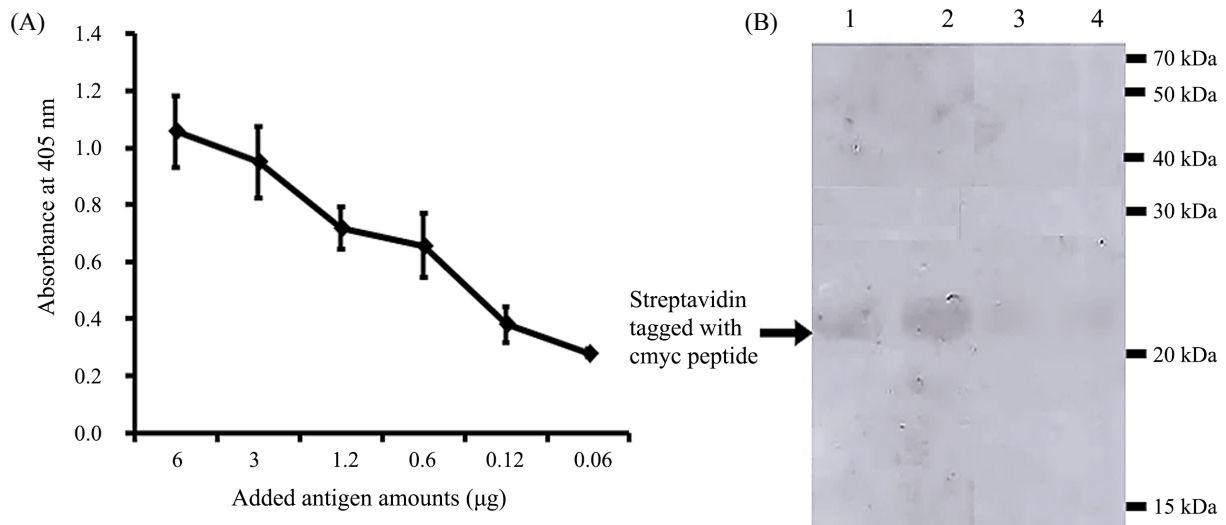 (A)
1.4
1.2
1.0
0.8
0.6
0.4
0.2
0.0
Absorbance at 405 nm
6 3 1.2 0.6 0.12 0.06
Added antigen amounts (μg)
(B)
1 2 3 4
70 kDa
50 kDa
40 kDa
30 kDa
20 kDa
15 kDa
Streptavidin
tagged with
cmyc peptide